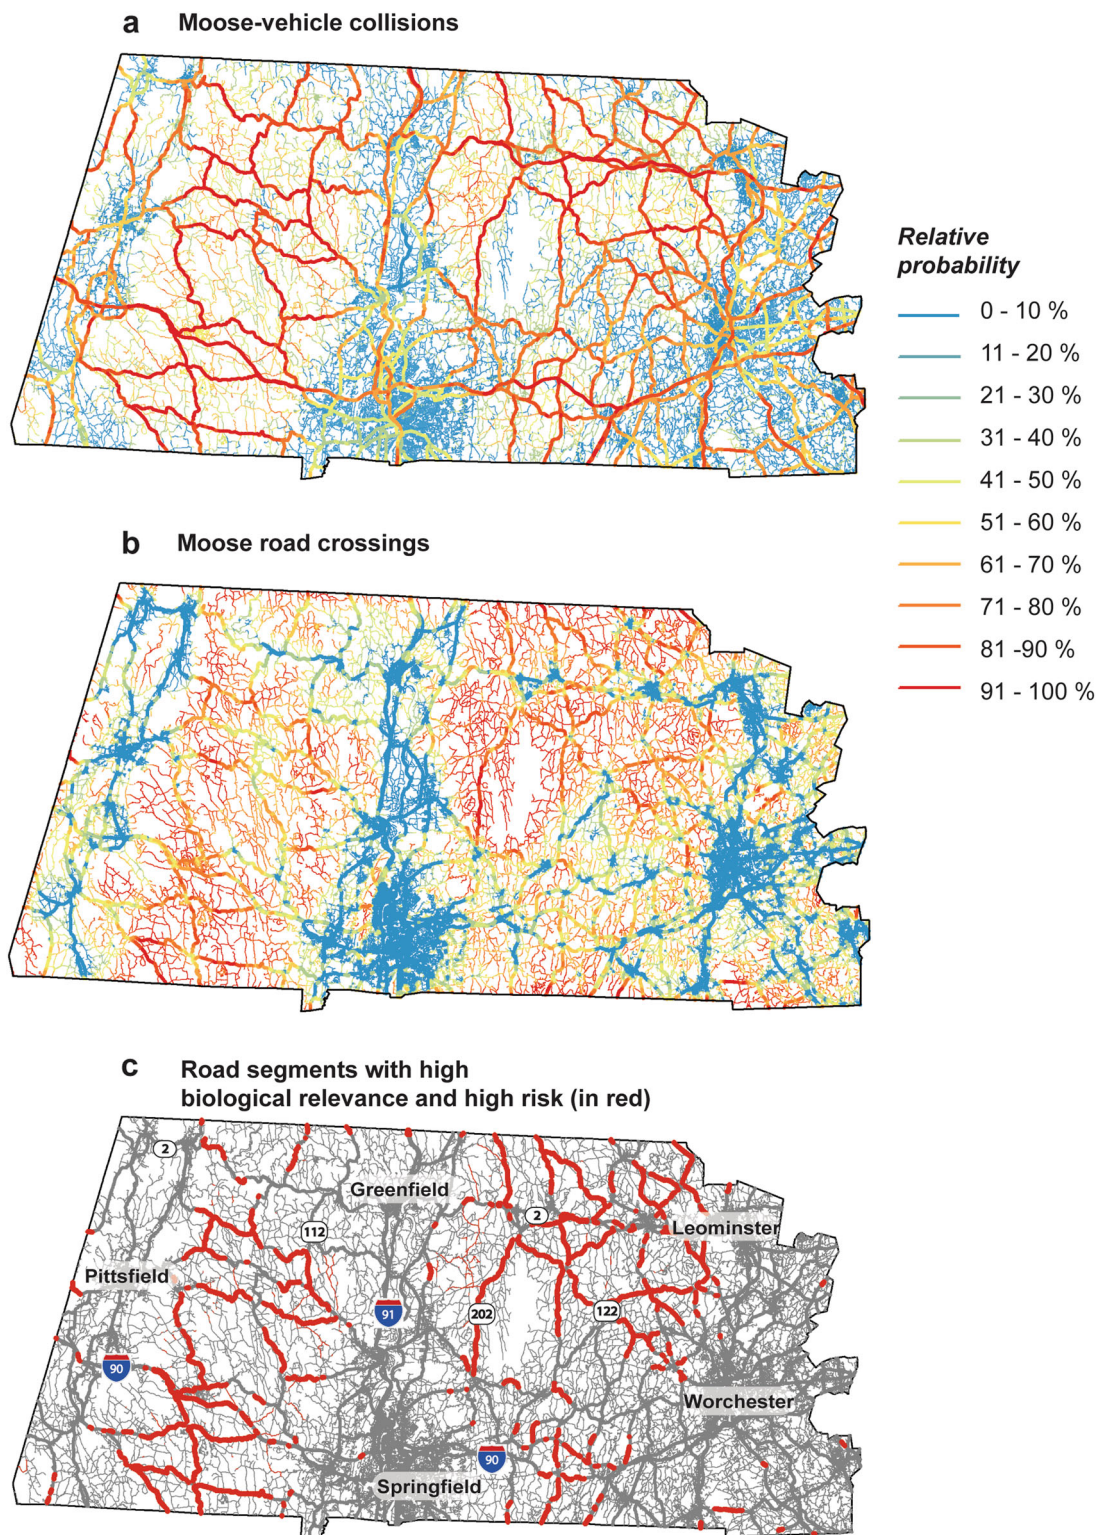 a Moose-vehicle collisions
Relative
probability
0 - 10 %
11 - 20 %
21 - 30 %
31 - 40 %
41 - 50 %
51 - 60 %
61 - 70 %
71 - 80 %
81 -90 %
91 - 100 %
b Moose road crossings
c Road segments with high
biological relevance and high risk (in red)
2
Greenfield
2
Leominster
112
Pittsfield
91
202
122
90
Worchester
90
Springfield